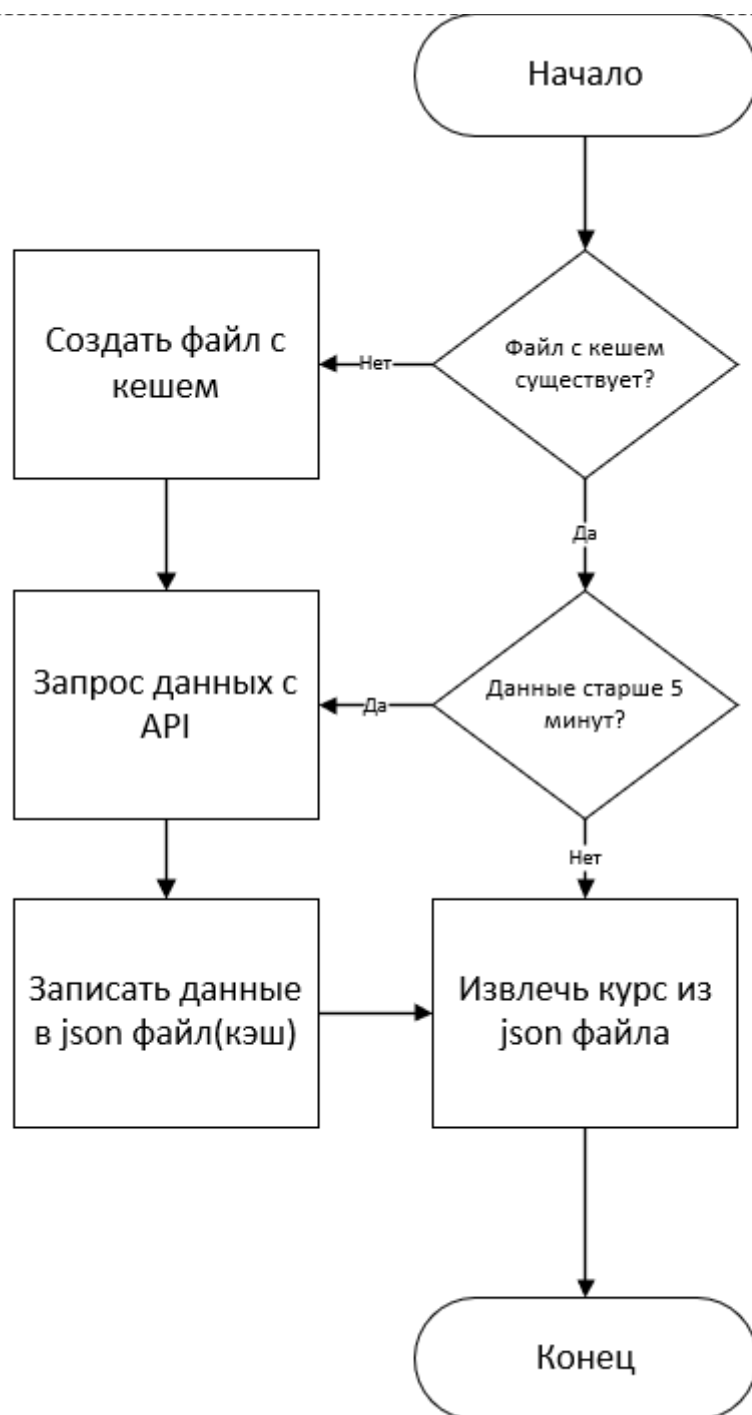 Начало
Создать файл с
кешем
Нет
Файл с кешем
существует?
Да
Запрос данных с
API
Да
Данные старше 5
минут?
Нет
Записать данные
в json файл(кэш)
Извлечь курс из
json файла
Конец